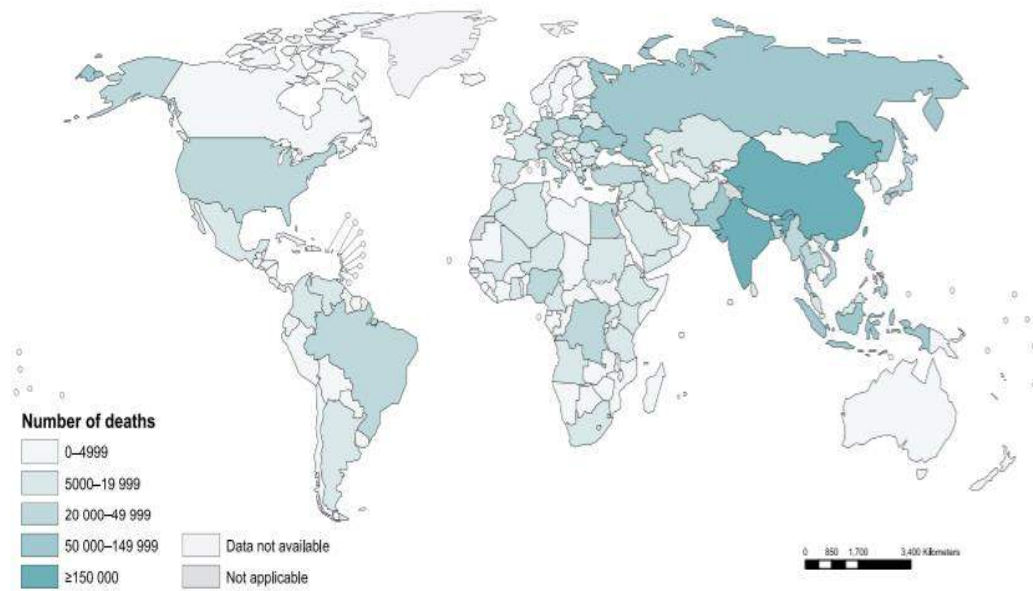 Number of deaths
0–4999
5000–19 999
20 000–49 999
50 000–149 999
≥150 000
Data not available
Not applicable
0 850 1,700 3,400 Kilometers